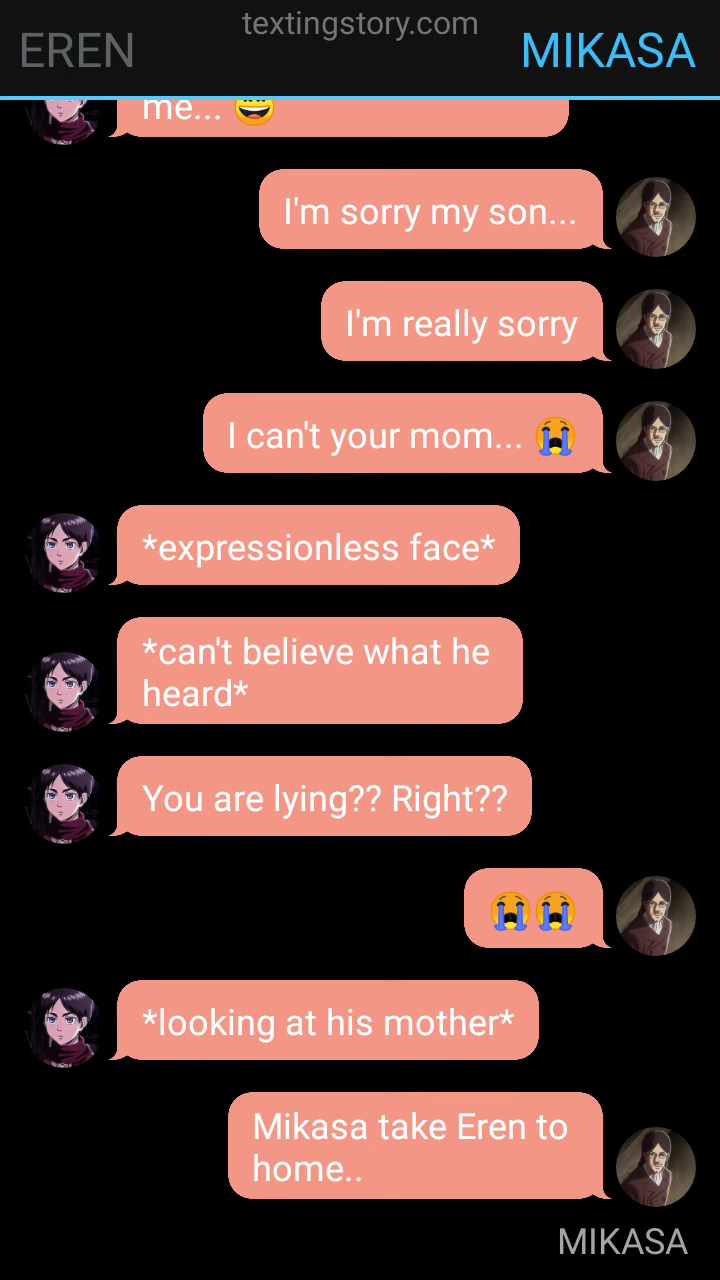 textingstory.com
EREN
MIKASA
me... 😅
I'm sorry my son...
I'm really sorry
I can't your mom... 😭
*expressionless face*
*can't believe what he
heard*
You are lying?? Right??
😭😭
*looking at his mother*
Mikasa take Eren to
home..
MIKASA